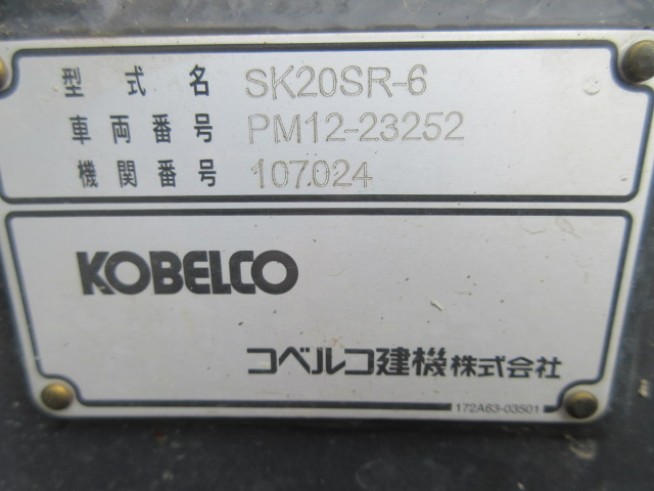 型式名 SK20SR-6
車両番号 PM12-23252
機関番号 107024
KOBELCO
コベルコ建機株式会社
172A63-03501